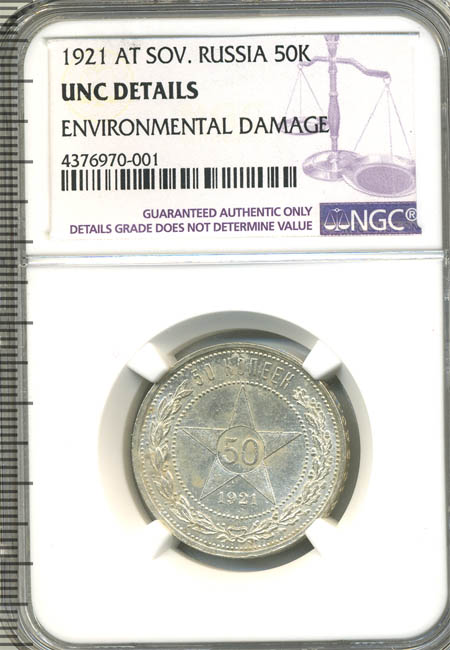 1921 AT SOV. RUSSIA 50K
UNC DETAILS
ENVIRONMENTAL DAMAGE
4376970-001
GUARANTEED AUTHENTIC ONLY
DETAILS GRADE DOES NOT DETERMINE VALUE
NGC®
50 КОПЕЕК
50
1921